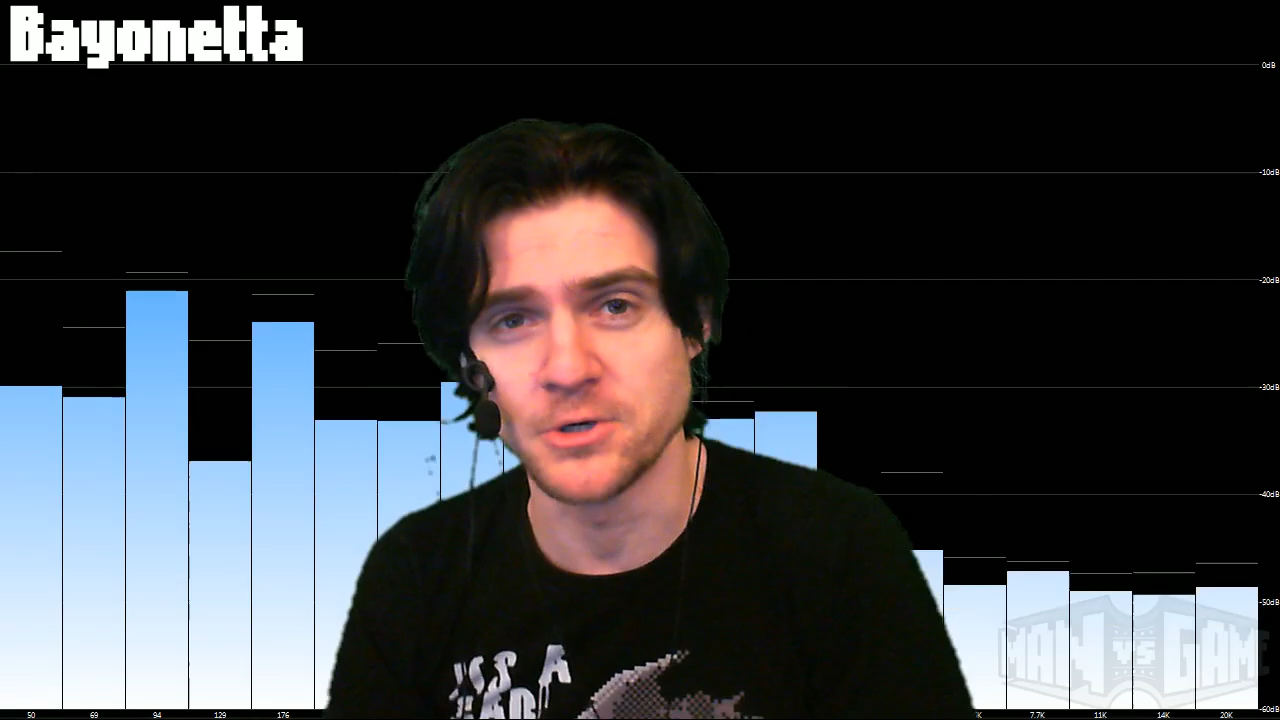 Bayonetta
0dB
-10dB
-20dB
-30dB
-40dB
-50dB
-60dB
MAN VS GAME
50 69 94 129 176 7.7K 11K 14K 20K